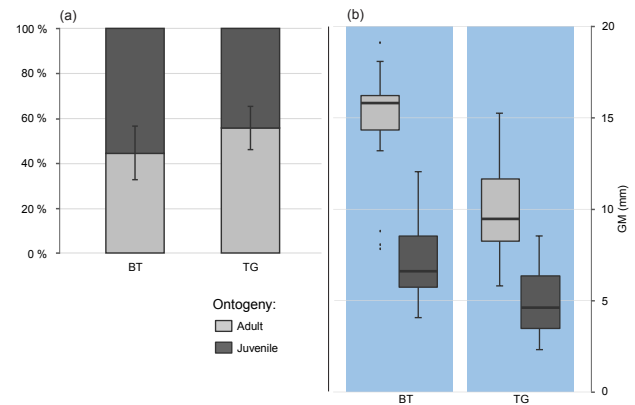 (a)
100 %
80 %
60 %
40 %
20 %
0 %
BT
TG
Ontogeny:
Adult
Juvenile
(b)
20
15
10
5
0
GM (mm)
BT
TG